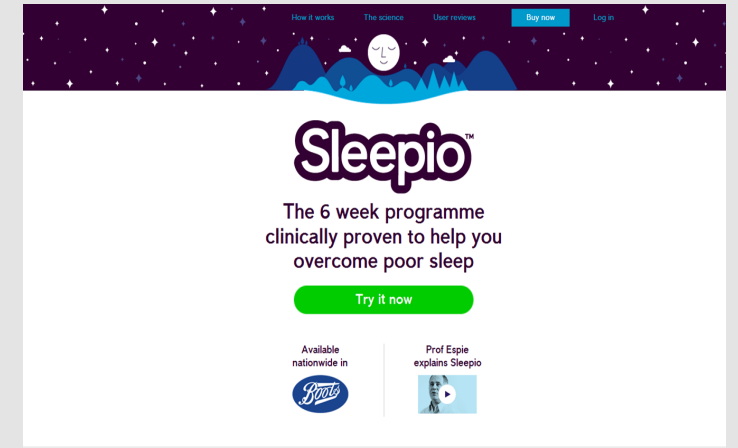 How it works The science User reviews Buy now Log in
Sleepio™
The 6 week programme
clinically proven to help you
overcome poor sleep
Try it now
Available
nationwide in
Boots
Prof Espie
explains Sleepio